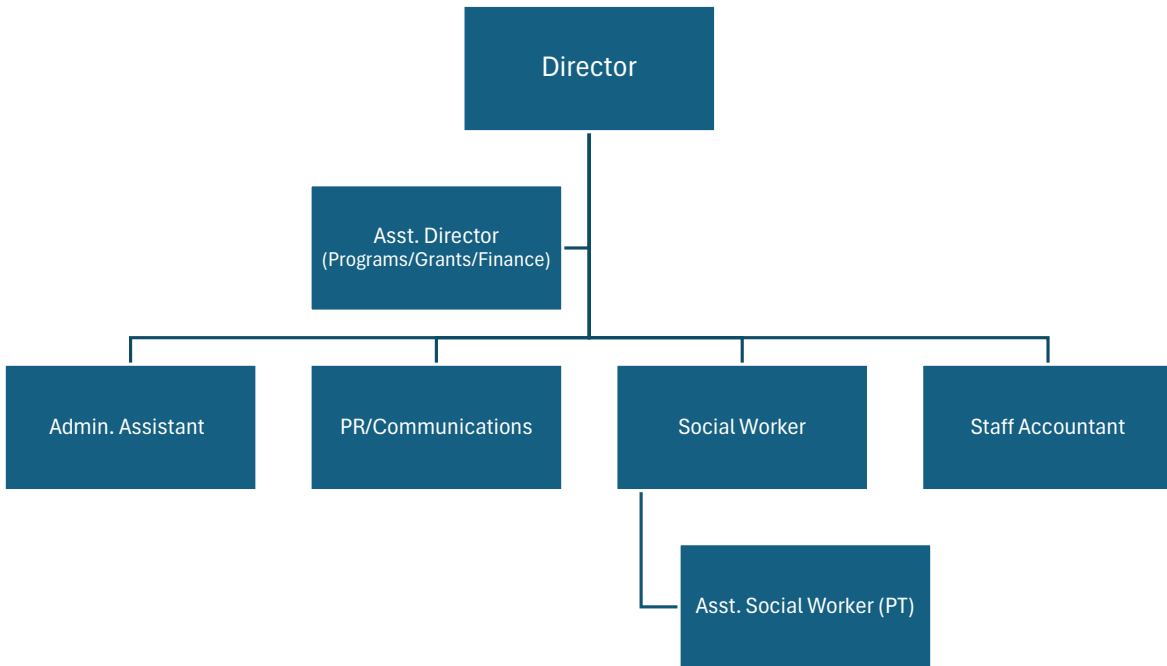 Director
Asst. Director
(Programs/Grants/Finance)
Admin. Assistant
PR/Communications
Social Worker
Staff Accountant
Asst. Social Worker (PT)